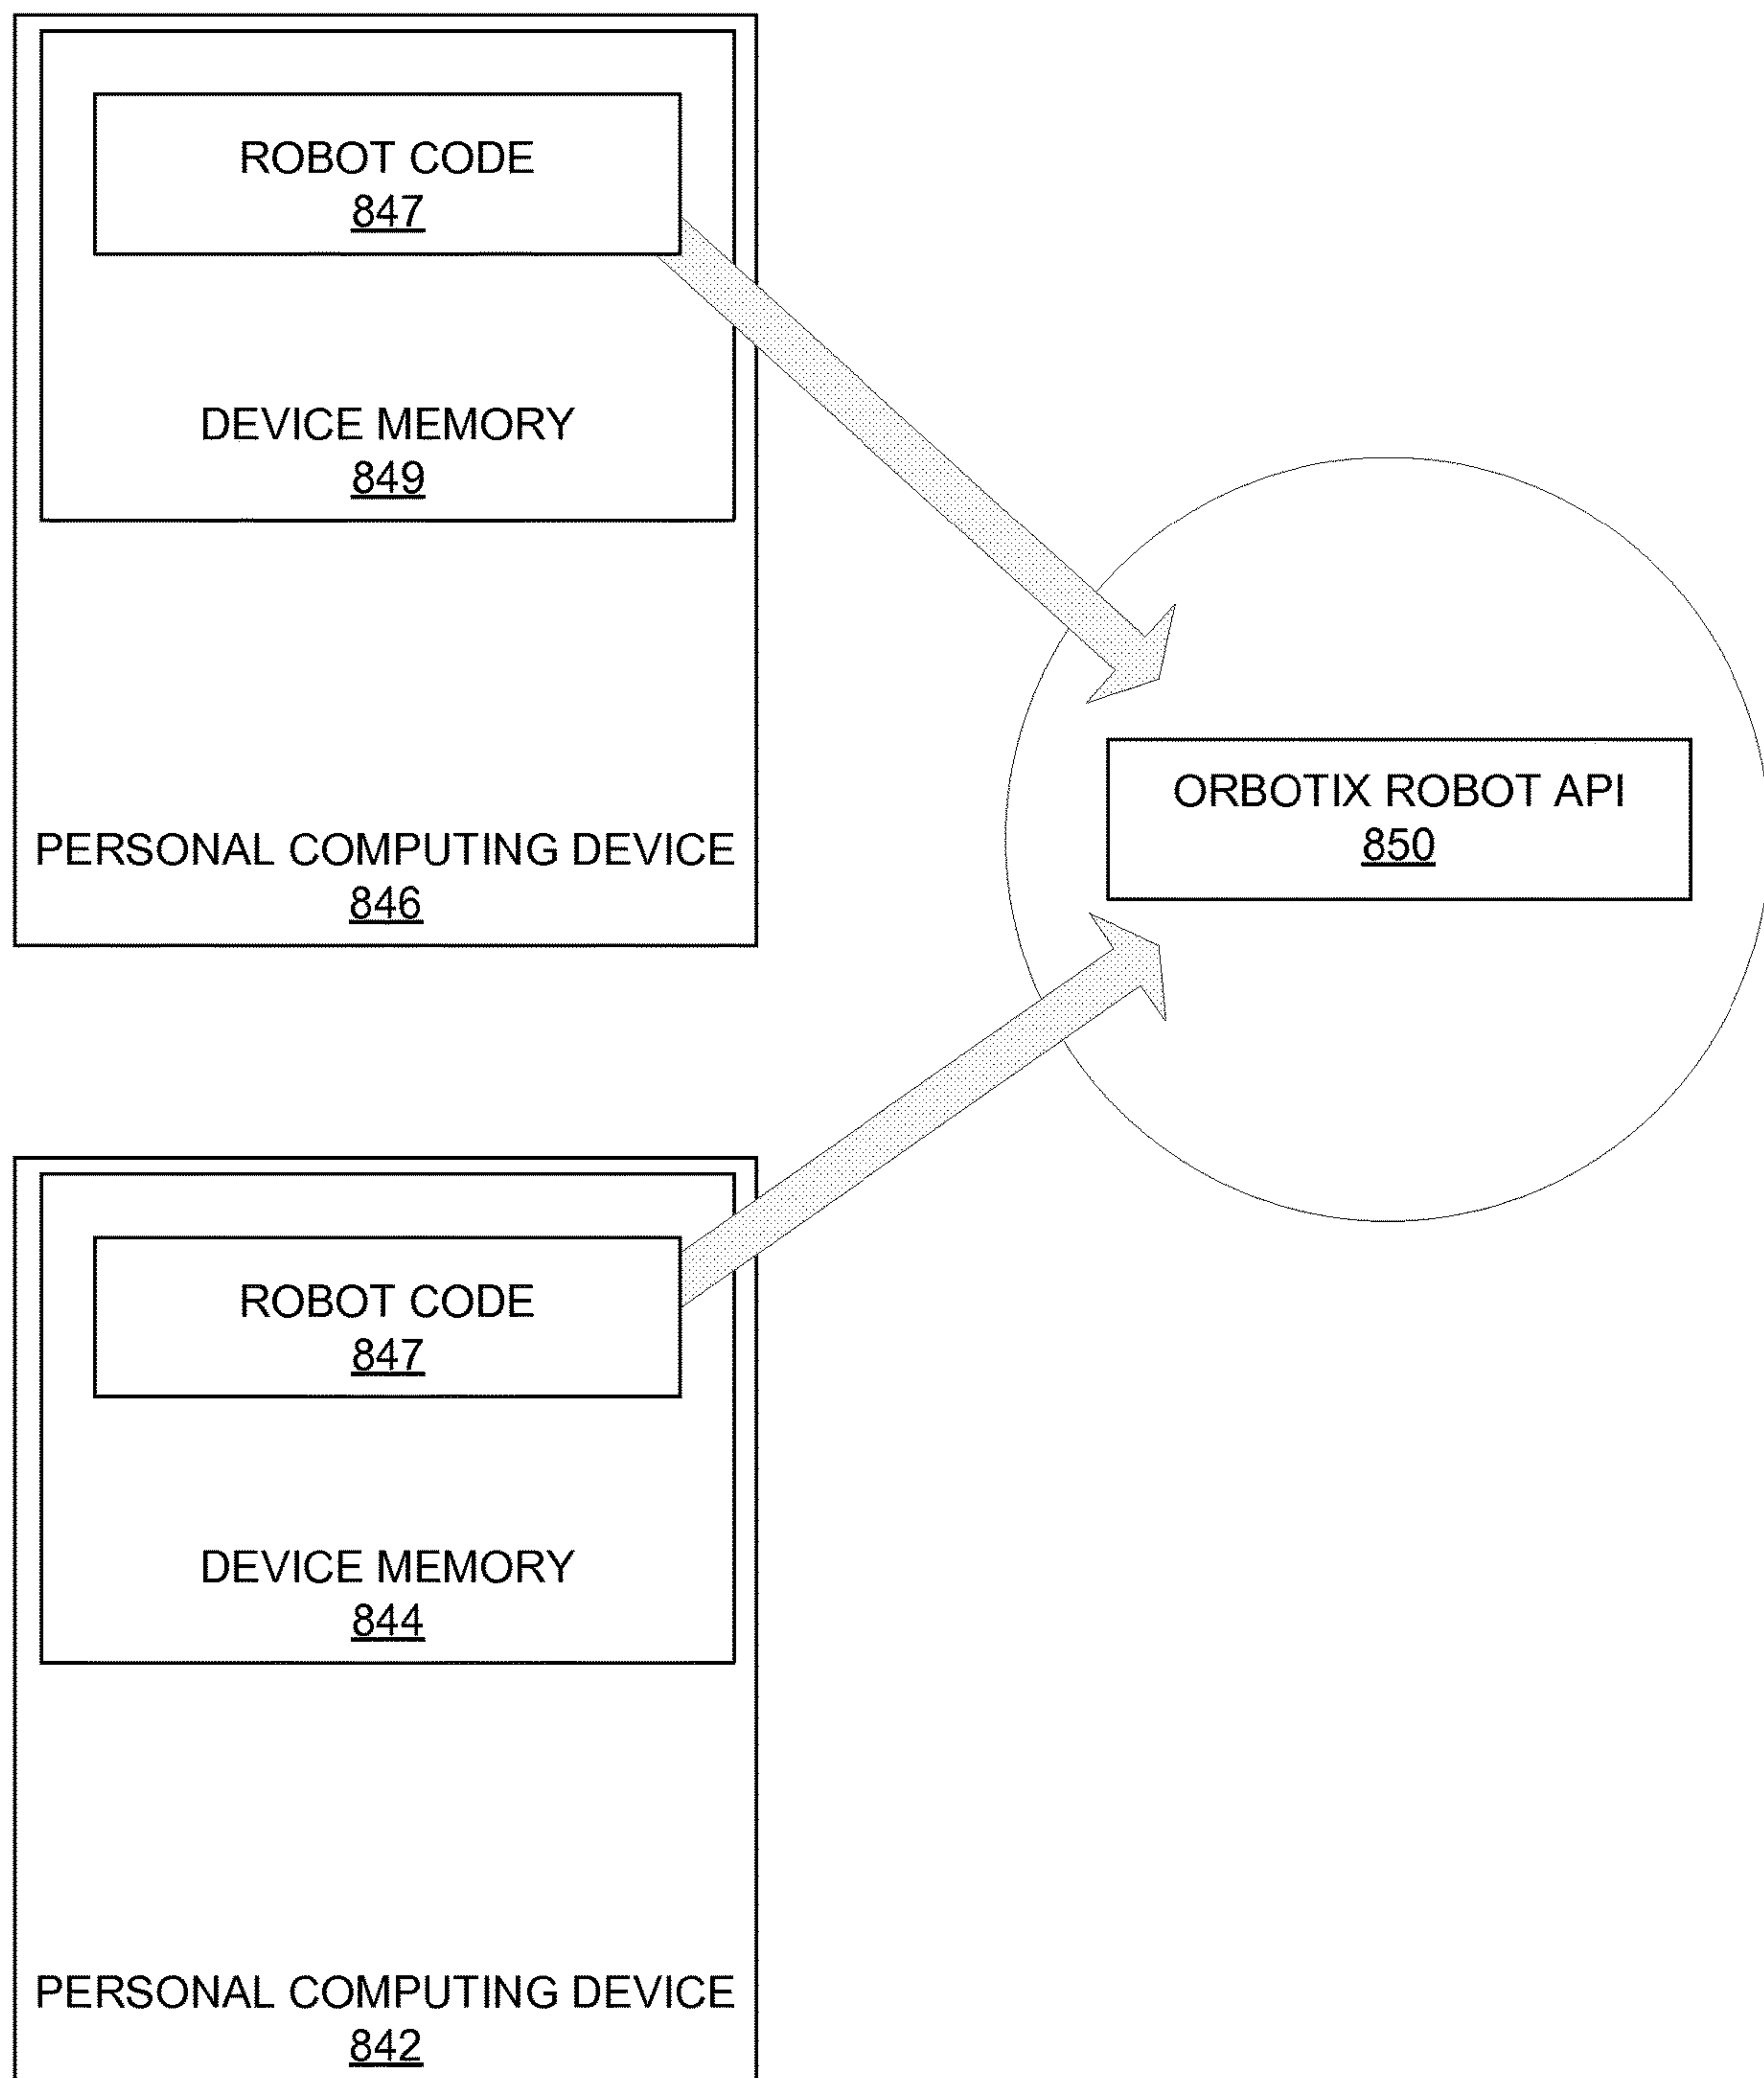 ROBOT CODE
847
DEVICE MEMORY
849
PERSONAL COMPUTING DEVICE
846
ORBOTIX ROBOT API
850
ROBOT CODE
847
DEVICE MEMORY
844
PERSONAL COMPUTING DEVICE
842